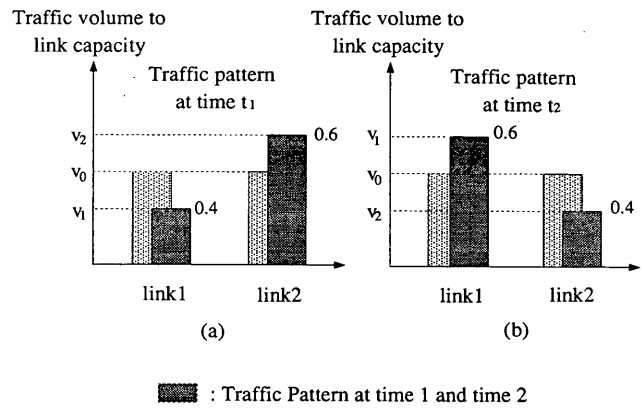 Traffic volume to
link capacity
Traffic pattern
at time t1
v2
v0
v1
0.6
0.4
link1
link2
(a)
Traffic volume to
link capacity
Traffic pattern
at time t2
v1
v0
v2
0.6
0.4
link1
link2
(b)
: Traffic Pattern at time 1 and time 2